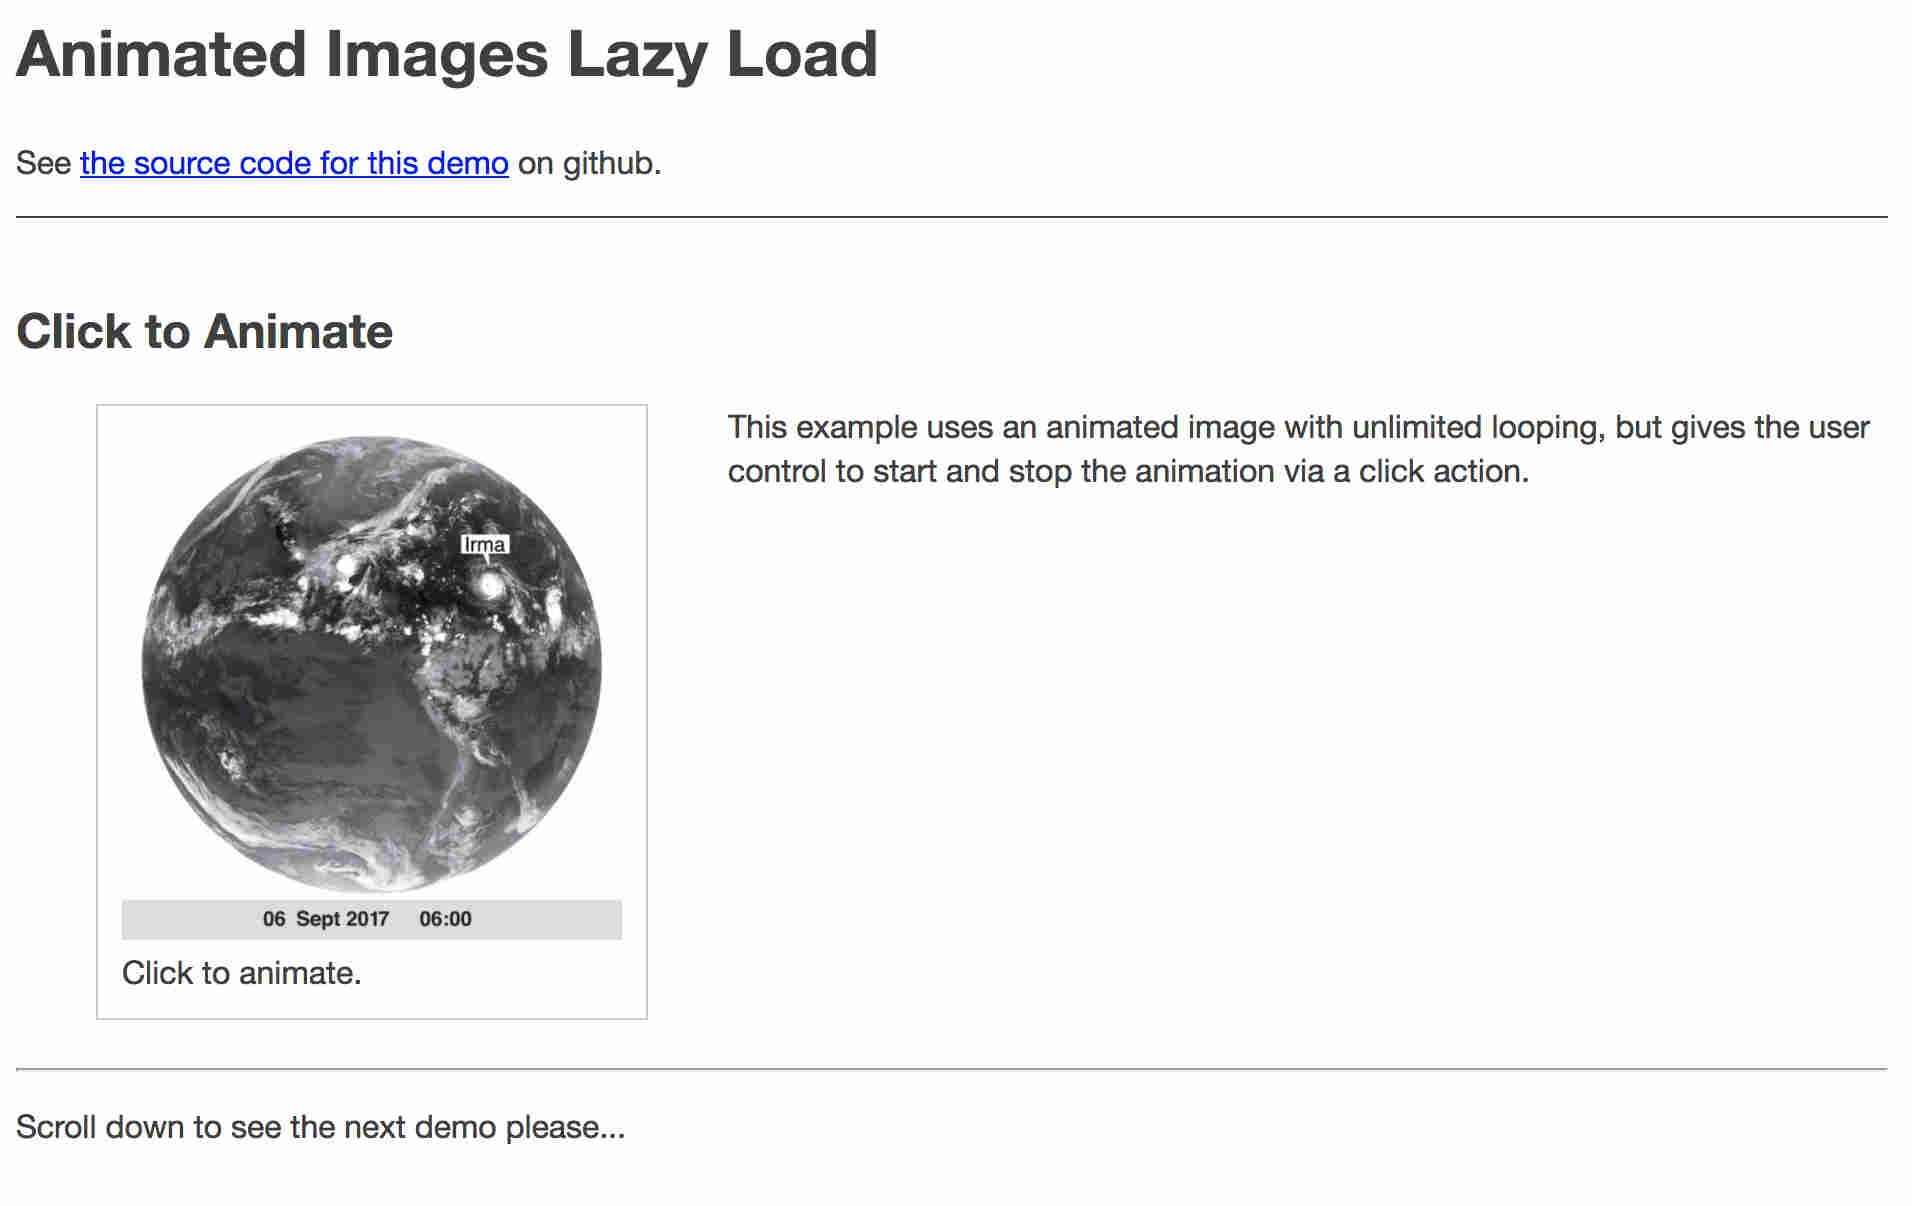 Animated Images Lazy Load
See the source code for this demo on github.
Click to Animate
Irma
06 Sept 2017 06:00
Click to animate.
This example uses an animated image with unlimited looping, but gives the user
control to start and stop the animation via a click action.
Scroll down to see the next demo please...